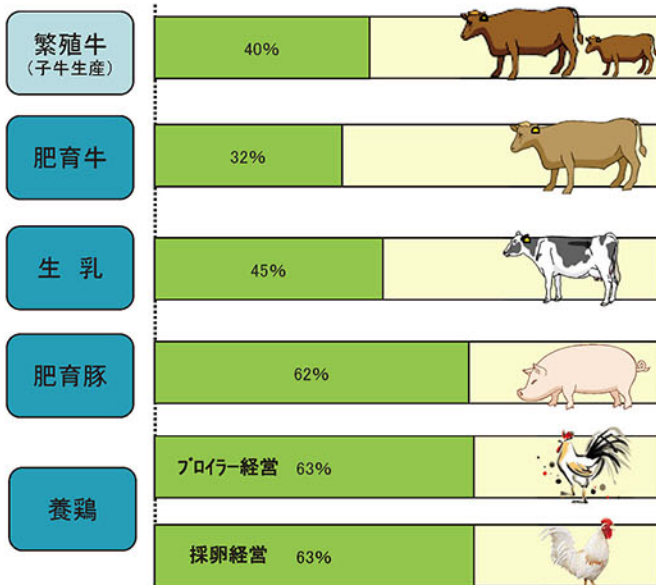 繁殖牛
(子牛生産)
40%
肥育牛
32%
生 乳
45%
肥育豚
62%
養鶏
ブロイラー経営 63%
採卵経営 63%